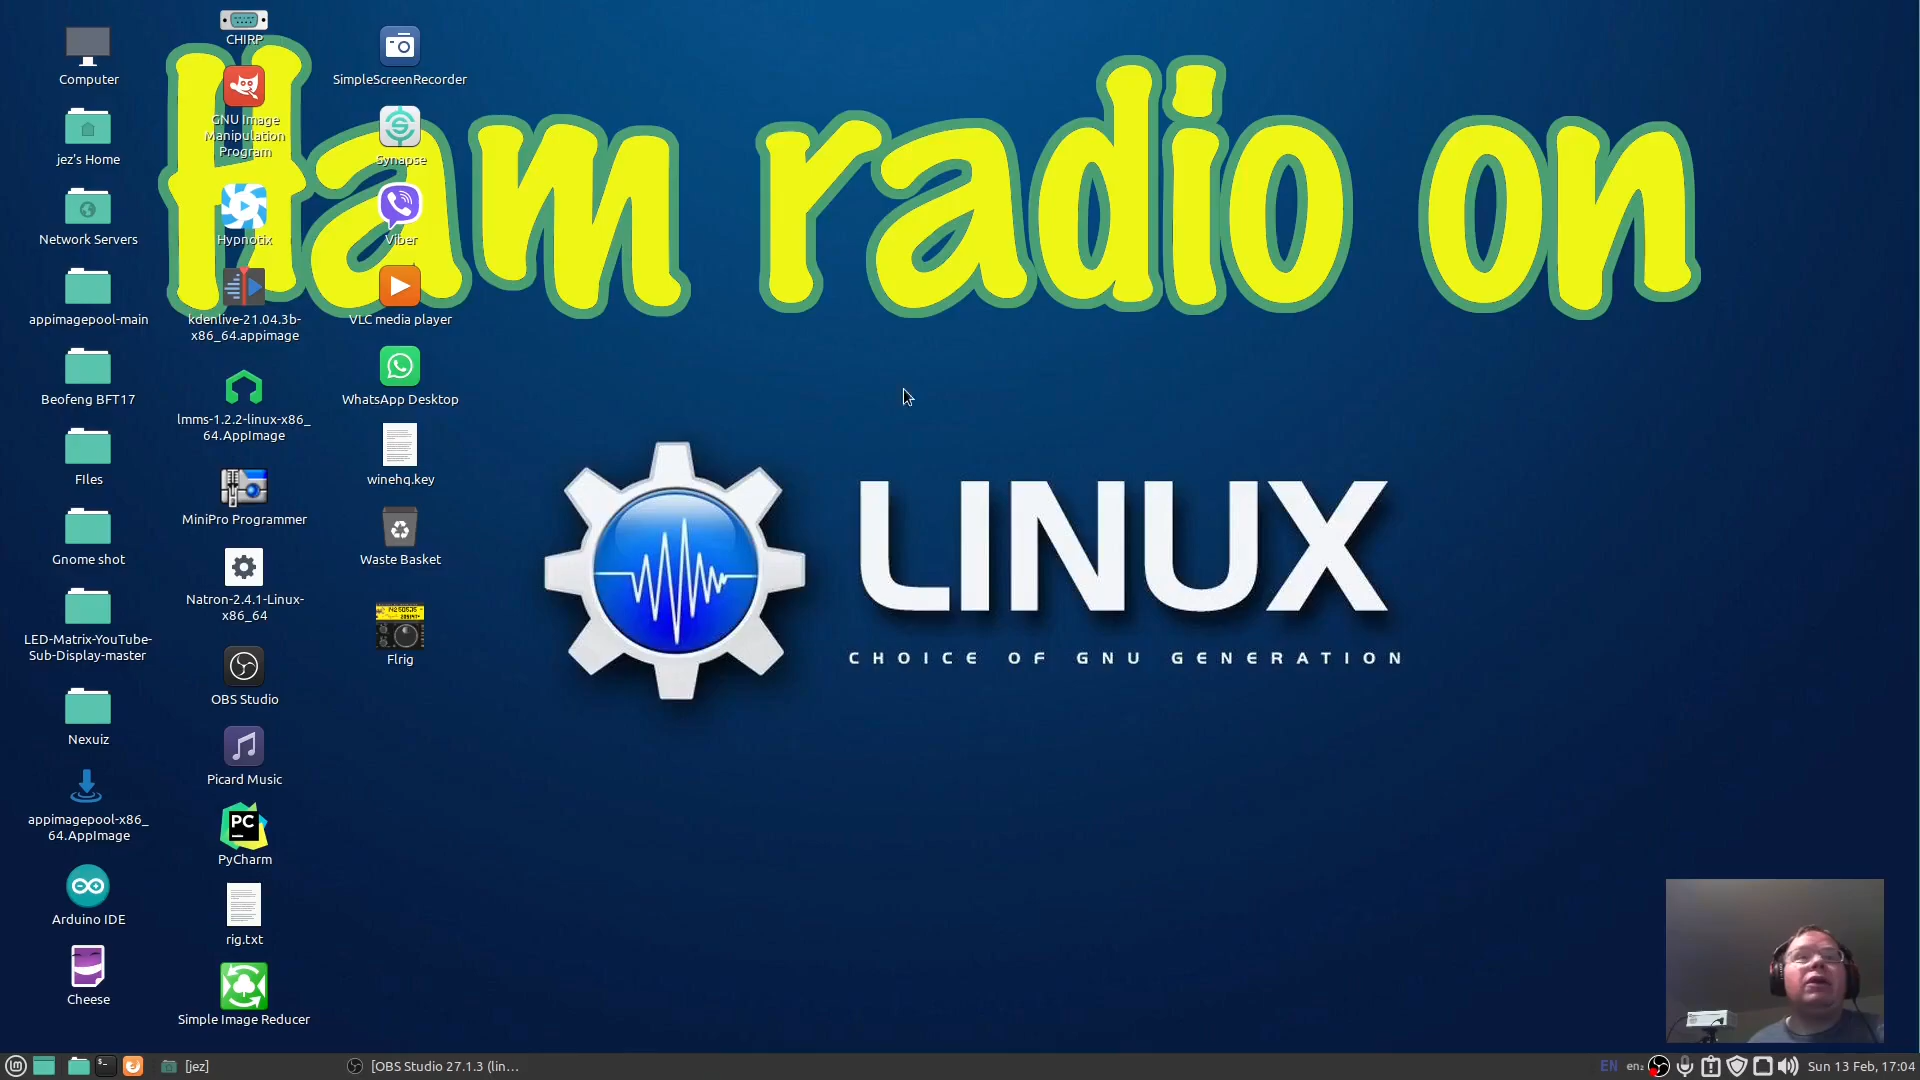 Ham radio on
LINUX
CHOICE OF GNU GENERATION
Computer
jez's Home
Network Servers
appimagepool-main
Beofeng BFT17
FIles
Gnome shot
LED-Matrix-YouTube-
Sub-Display-master
Nexuiz
appimagepool-x86_
64.AppImage
Arduino IDE
Cheese
CHIRP
GNU Image
Manipulation
Program
Hypnotix
kdenlive-21.04.3b-
x86_64.appimage
lmms-1.2.2-linux-x86_
64.AppImage
MiniPro Programmer
Natron-2.4.1-Linux-
x86_64
OBS Studio
Picard Music
PC
PyCharm
rig.txt
Simple Image Reducer
SimpleScreenRecorder
Synapse
Viber
VLC media player
WhatsApp Desktop
winehq.key
Waste Basket
Flrig
[jez]
[OBS Studio 27.1.3 (lin...
EN
en₂
Sun 13 Feb, 17:04